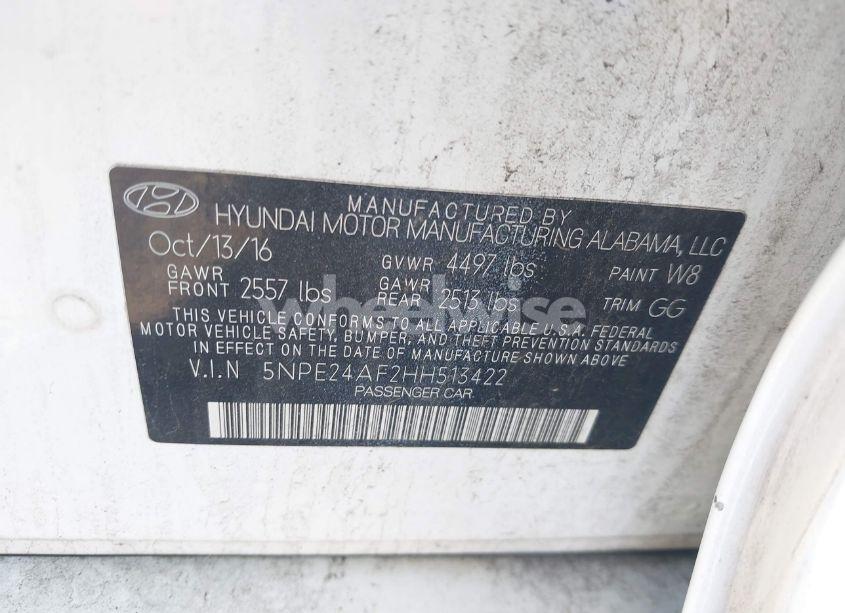 MANUFACTURED BY
HYUNDAI MOTOR MANUFACTURING ALABAMA, LLC
Oct/13/16 GVWR 4497 lbs PAINT W8
GAWR FRONT 2557 lbs GAWR REAR 2513 lbs TRIM GG
THIS VEHICLE CONFORMS TO ALL APPLICABLE U.S.A. FEDERAL
MOTOR VEHICLE SAFETY, BUMPER, AND THEFT PREVENTION STANDARDS
IN EFFECT ON THE DATE OF MANUFACTURE SHOWN ABOVE
V.I.N 5NPE24AF2HH513422
PASSENGER CAR
wheelwise